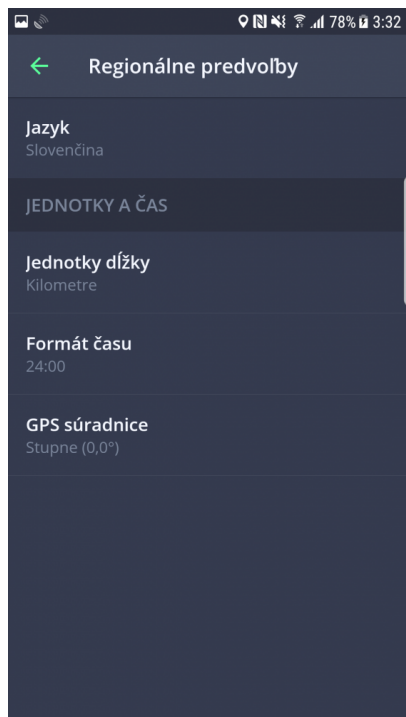 78% 3:32
Regionálne predvoľby
Jazyk
Slovenčina
JEDNOTKY A ČAS
Jednotky dĺžky
Kilometre
Formát času
24:00
GPS súradnice
Stupne (0,0°)